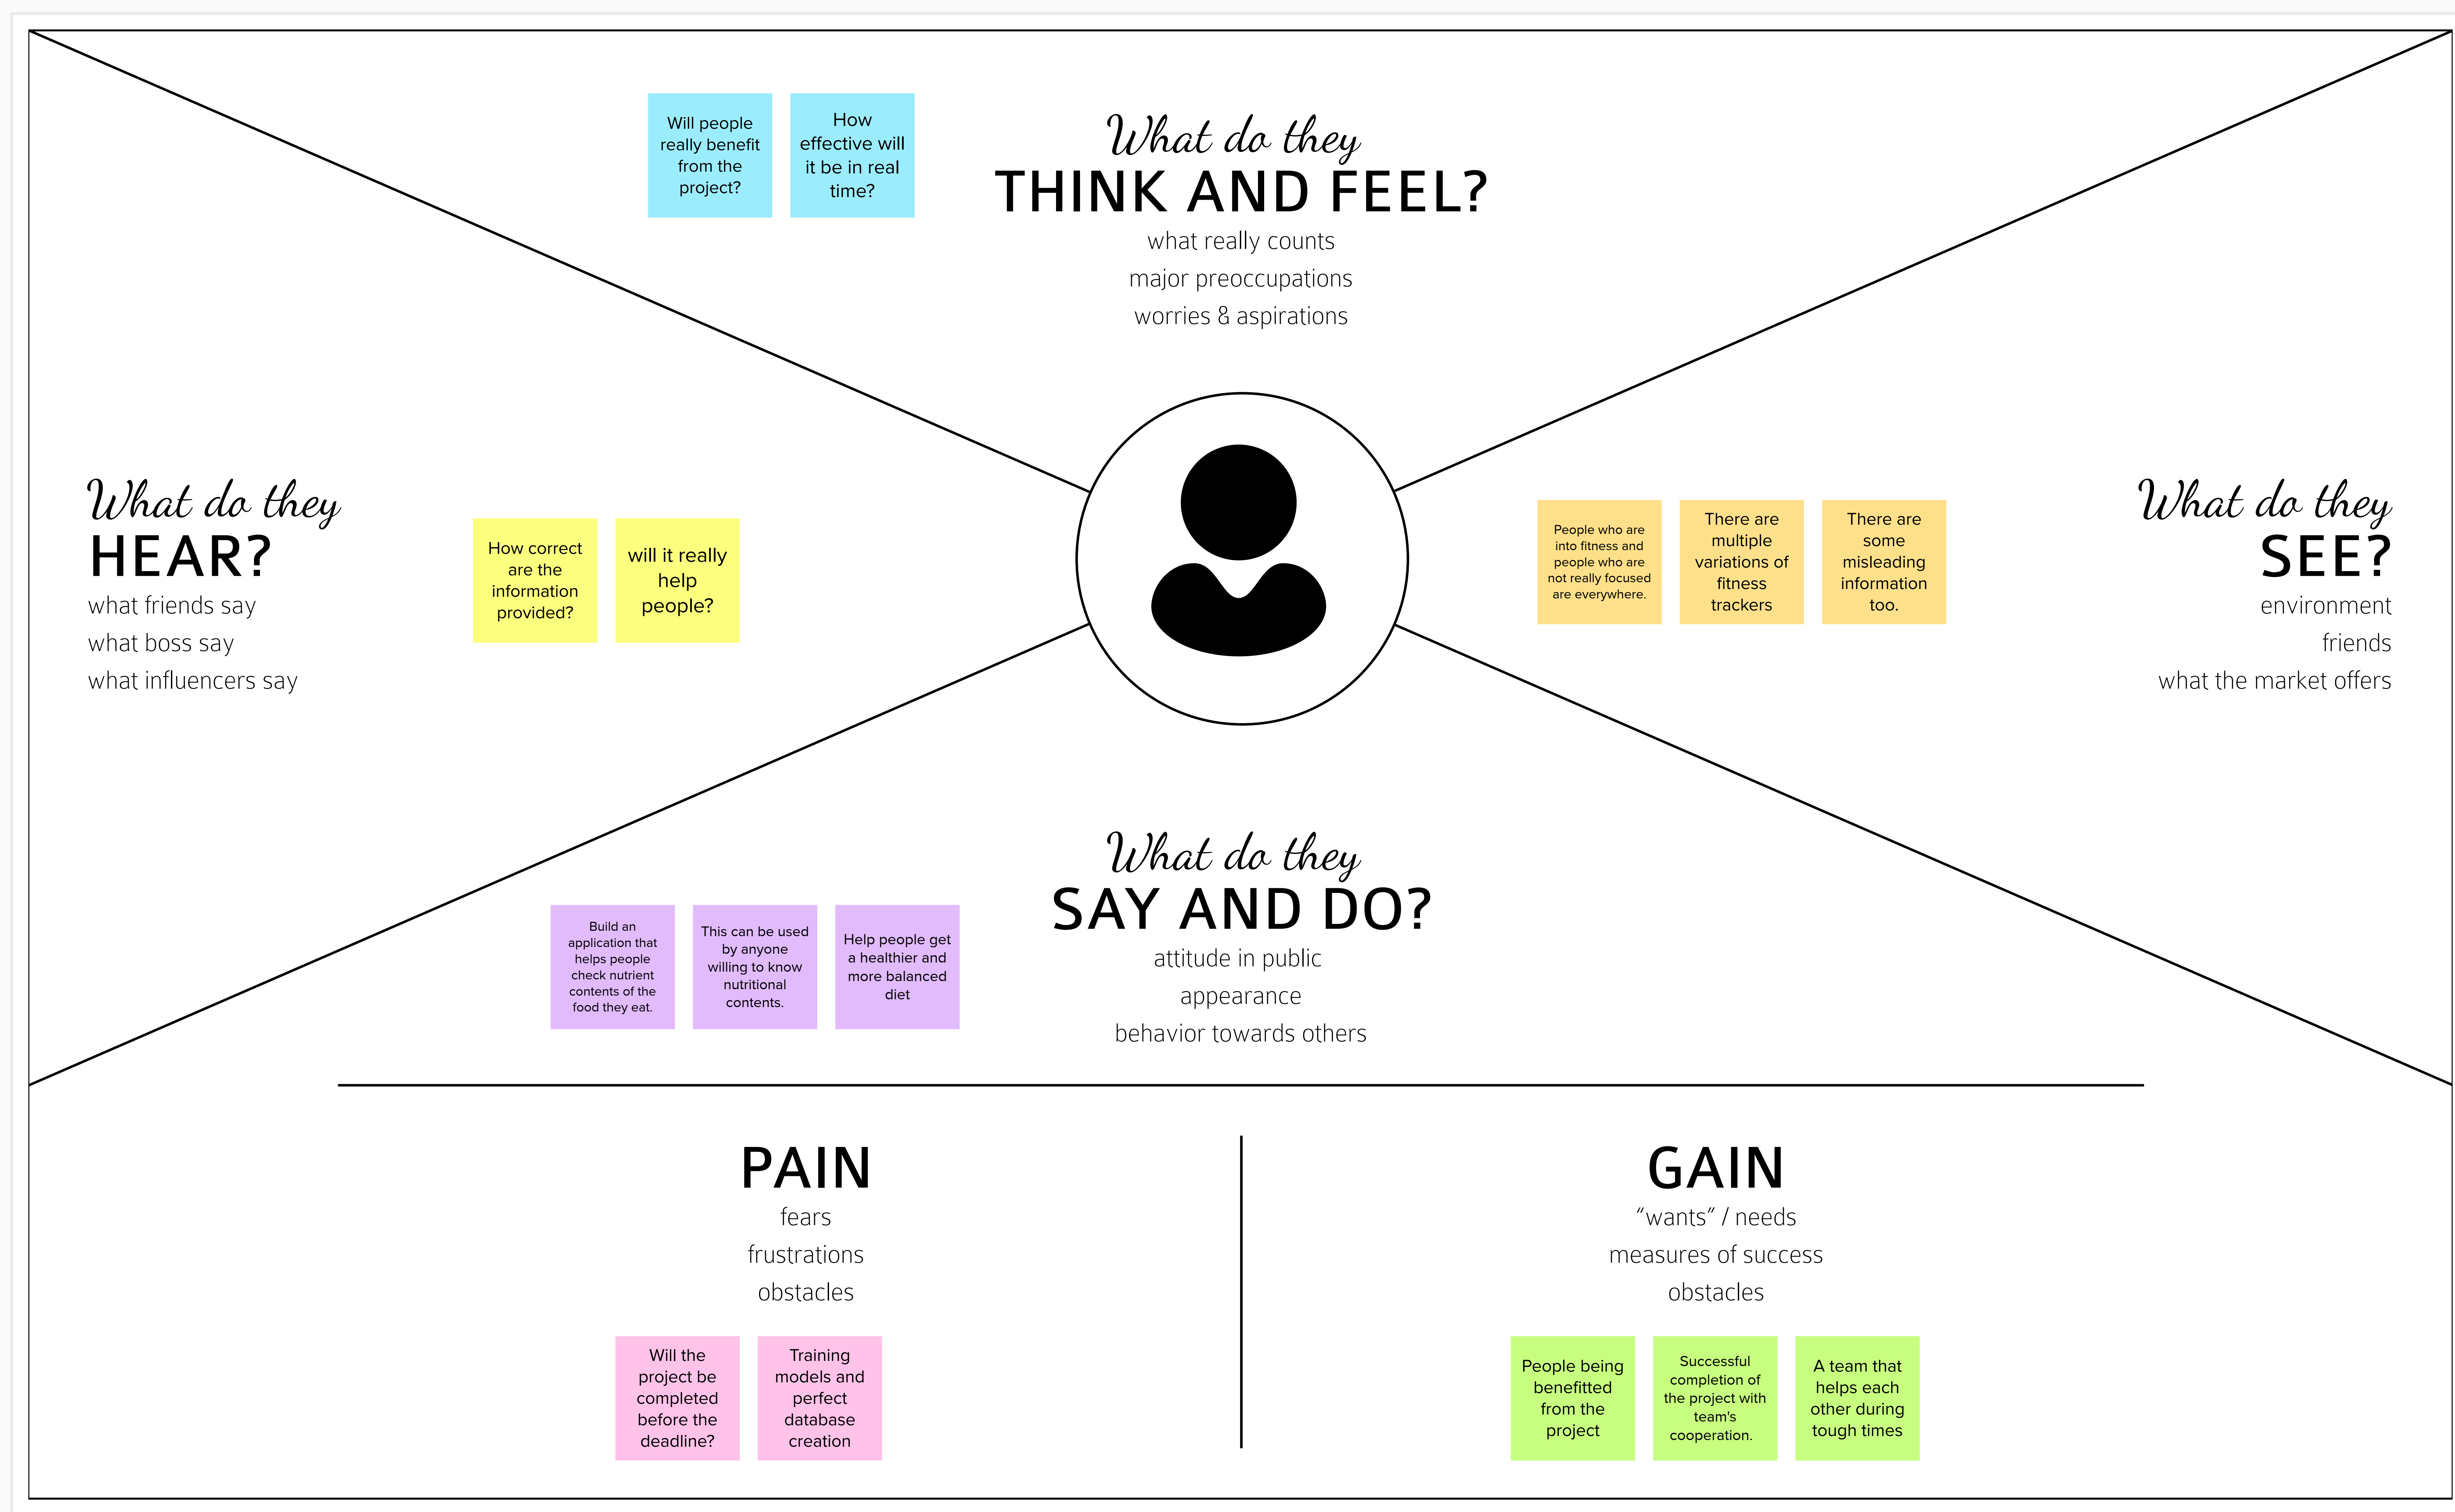 Will people
really benefit
from the
project?
How
effective will
it be in real
time?
What do they
THINK AND FEEL?
what really counts
major preoccupations
worries & aspirations
What do they
HEAR?
what friends say
what boss say
what influencers say
How correct
are the
information
provided?
will it really
help
people?
People who are
into fitness and
people who are
not really focused
are everywhere.
There are
multiple
variations of
fitness
trackers
There are
some
misleading
information
too.
What do they
SEE?
environment
friends
what the market offers
What do they
SAY AND DO?
attitude in public
appearance
behavior towards others
Build an
application that
helps people
check nutrient
contents of the
food they eat.
This can be used
by anyone
willing to know
nutritional
contents.
Help people get
a healthier and
more balanced
diet
PAIN
fears
frustrations
obstacles
Will the
project be
completed
before the
deadline?
Training
models and
perfect
database
creation
GAIN
“wants” / needs
measures of success
obstacles
People being
benefitted
from the
project
Successful
completion of
the project with
team's
cooperation.
A team that
helps each
other during
tough times